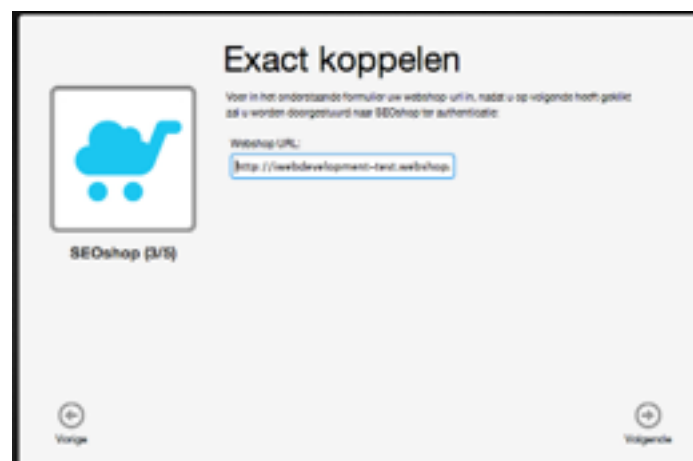 Exact koppelen
Voer in het onderstaande formulier uw webshop url in, nadat u op volgende heeft geklikt
zal u worden doorgestuurd naar SEOshop ter authenticatie:
Webshop URL:
http://iwebdevelopment-test.webshop
SEOshop (3/5)
Vorige
Volgende